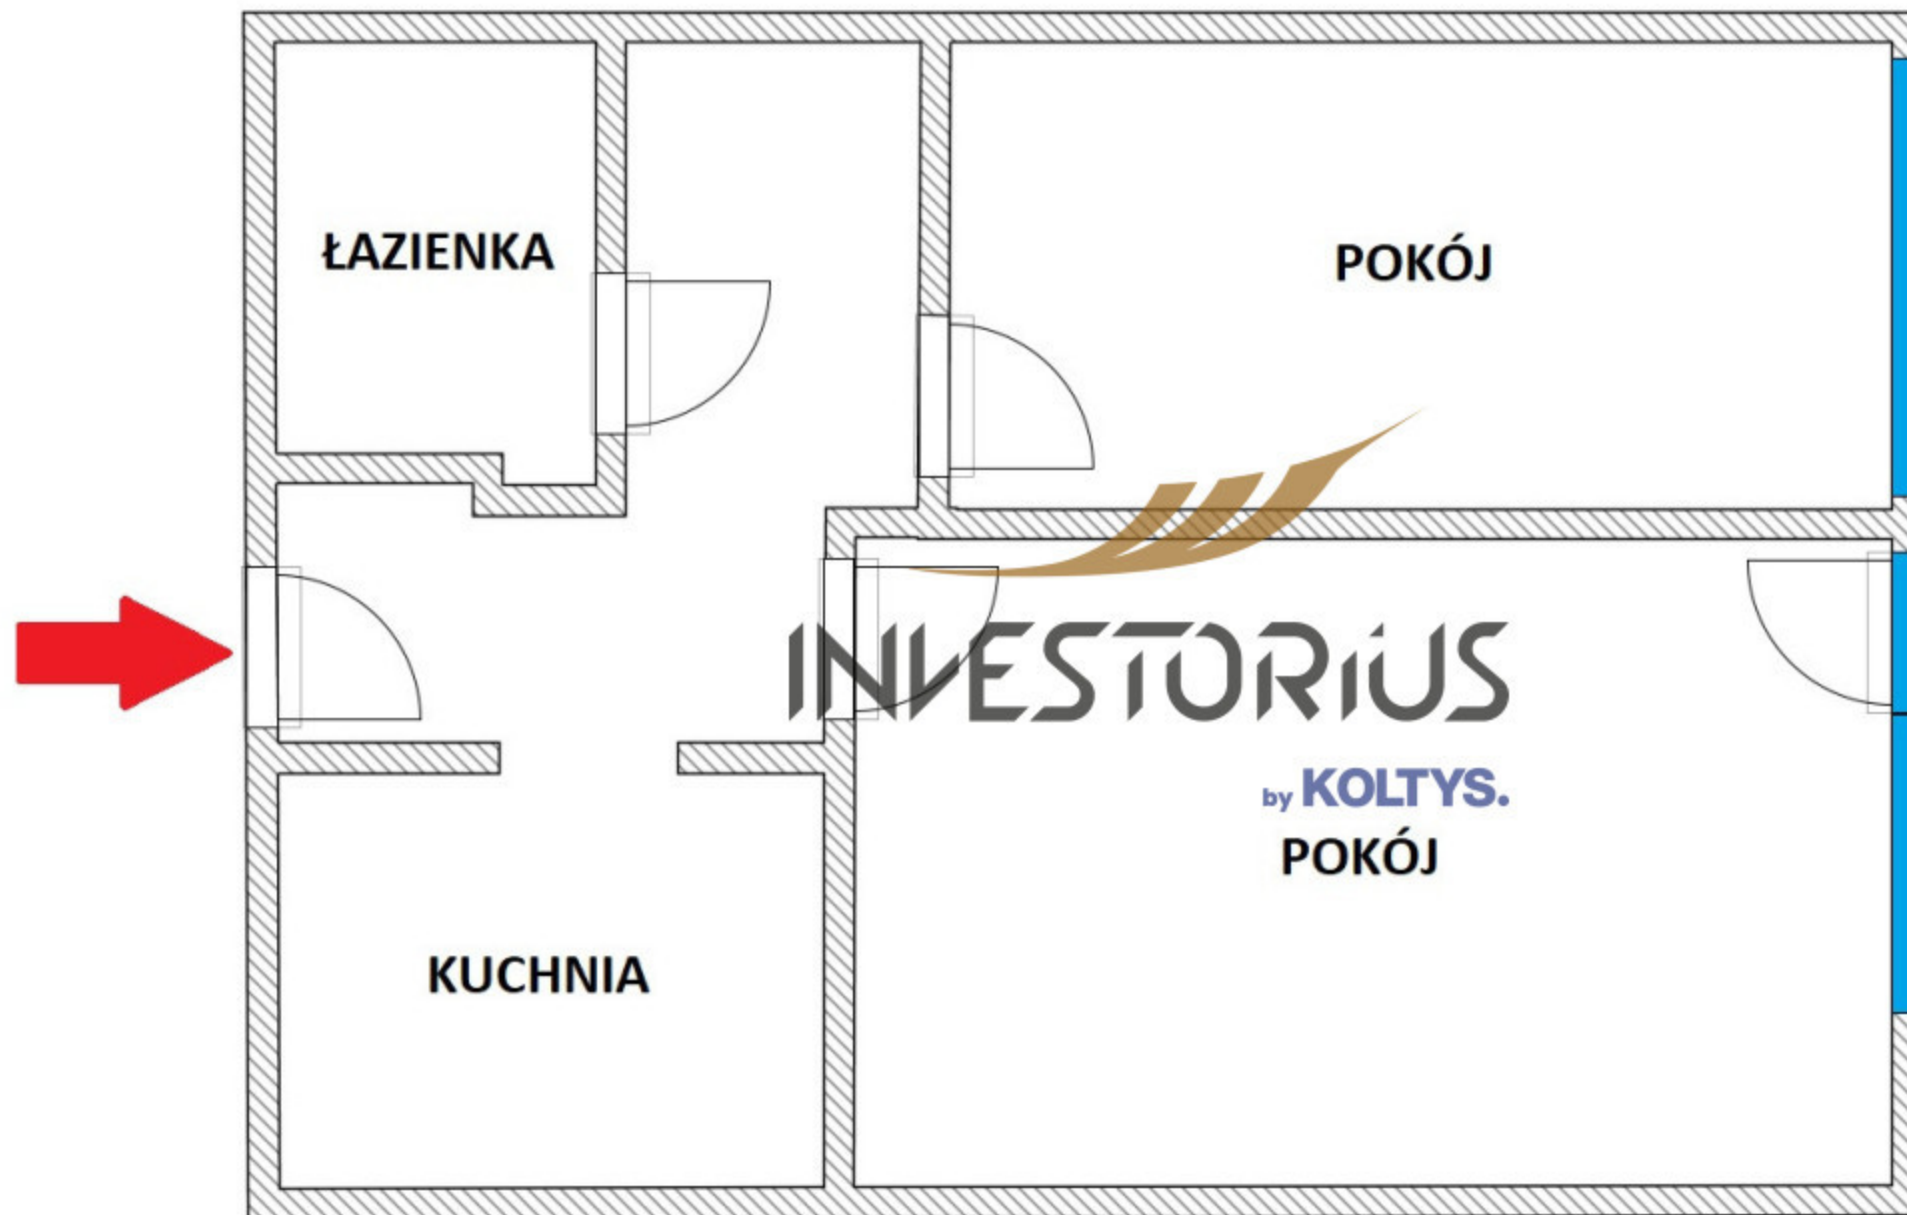 ŁAZIENKA
POKÓJ
INVESTORIUS
by KOLTYS.
POKÓJ
KUCHNIA